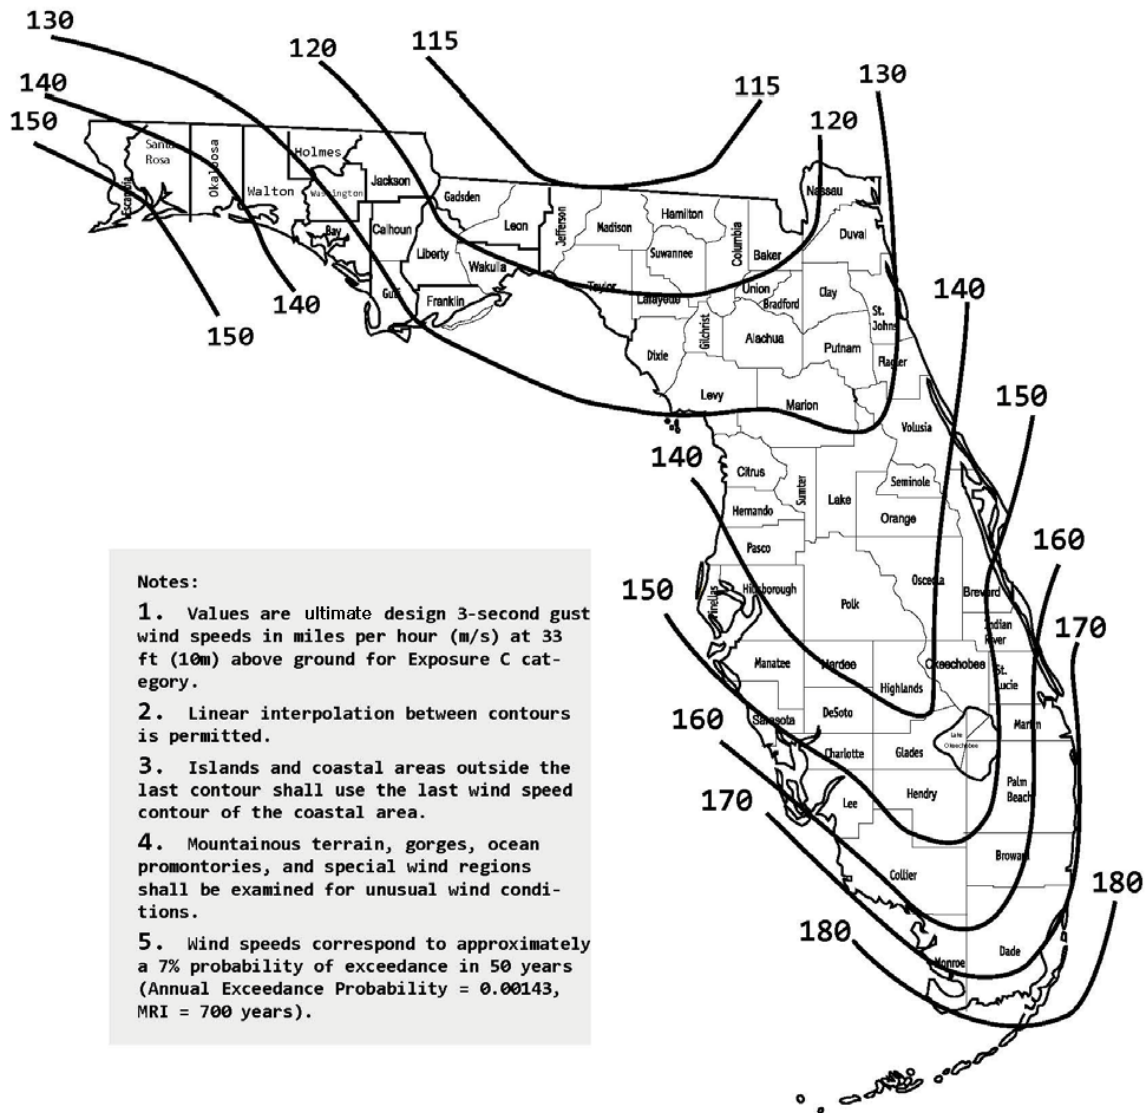 130
120
115
140
150
115
130
120
Santa
Rosa
Okaloosa
Holmes
Walton
Washington
Jackson
Escambia
Bay
Calhoun
Gulf
Gadsden
Leon
Liberty
Wakulla
Franklin
Jefferson
Madison
Hamilton
Suwannee
Columbia
Baker
Nassau
Duval
Taylor
Lafayette
Union
Bradford
Clay
St.
Johns
140
150
140
Dixie
Gilchrist
Alachua
Putnam
Flagler
Levy
Marion
Volusia
150
140
Citrus
Sumter
Lake
Seminole
Hernando
Orange
Pasco
160
150
Pinellas
Hillsborough
Polk
Osceola
Brevard
Indian
River
170
Manatee
Hardee
Highlands
Okeechobee
St.
Lucie
160
Sarasota
DeSoto
Martin
Lake
Okeechobee
Charlotte
Glades
170
Lee
Hendry
Palm
Beach
Collier
Broward
180
180
Monroe
Dade
Notes:
1. Values are ultimate design 3-second gust
wind speeds in miles per hour (m/s) at 33
ft (10m) above ground for Exposure C cat-
egory.
2. Linear interpolation between contours
is permitted.
3. Islands and coastal areas outside the
last contour shall use the last wind speed
contour of the coastal area.
4. Mountainous terrain, gorges, ocean
promontories, and special wind regions
shall be examined for unusual wind condi-
tions.
5. Wind speeds correspond to approximately
a 7% probability of exceedance in 50 years
(Annual Exceedance Probability = 0.00143,
MRI = 700 years).